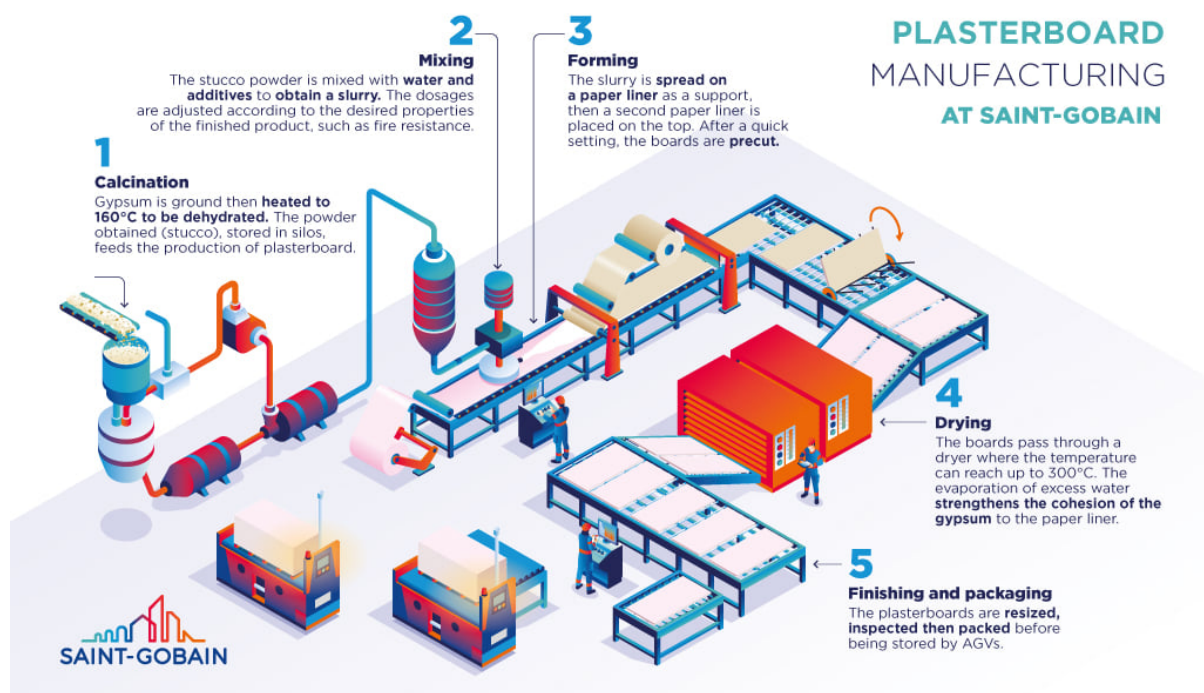 PLASTERBOARD
MANUFACTURING
AT SAINT-GOBAIN
1
Calcination
Gypsum is ground then heated to
160°C to be dehydrated. The powder
obtained (stucco), stored in silos,
feeds the production of plasterboard.
2
Mixing
The stucco powder is mixed with water and
additives to obtain a slurry. The dosages
are adjusted according to the desired properties
of the finished product, such as fire resistance.
3
Forming
The slurry is spread on
a paper liner as a support,
then a second paper liner is
placed on the top. After a quick
setting, the boards are precut.
4
Drying
The boards pass through a
dryer where the temperature
can reach up to 300°C. The
evaporation of excess water
strengthens the cohesion of the
gypsum to the paper liner.
5
Finishing and packaging
The plasterboards are resized,
inspected then packed before
being stored by AGVs.
SAINT-GOBAIN